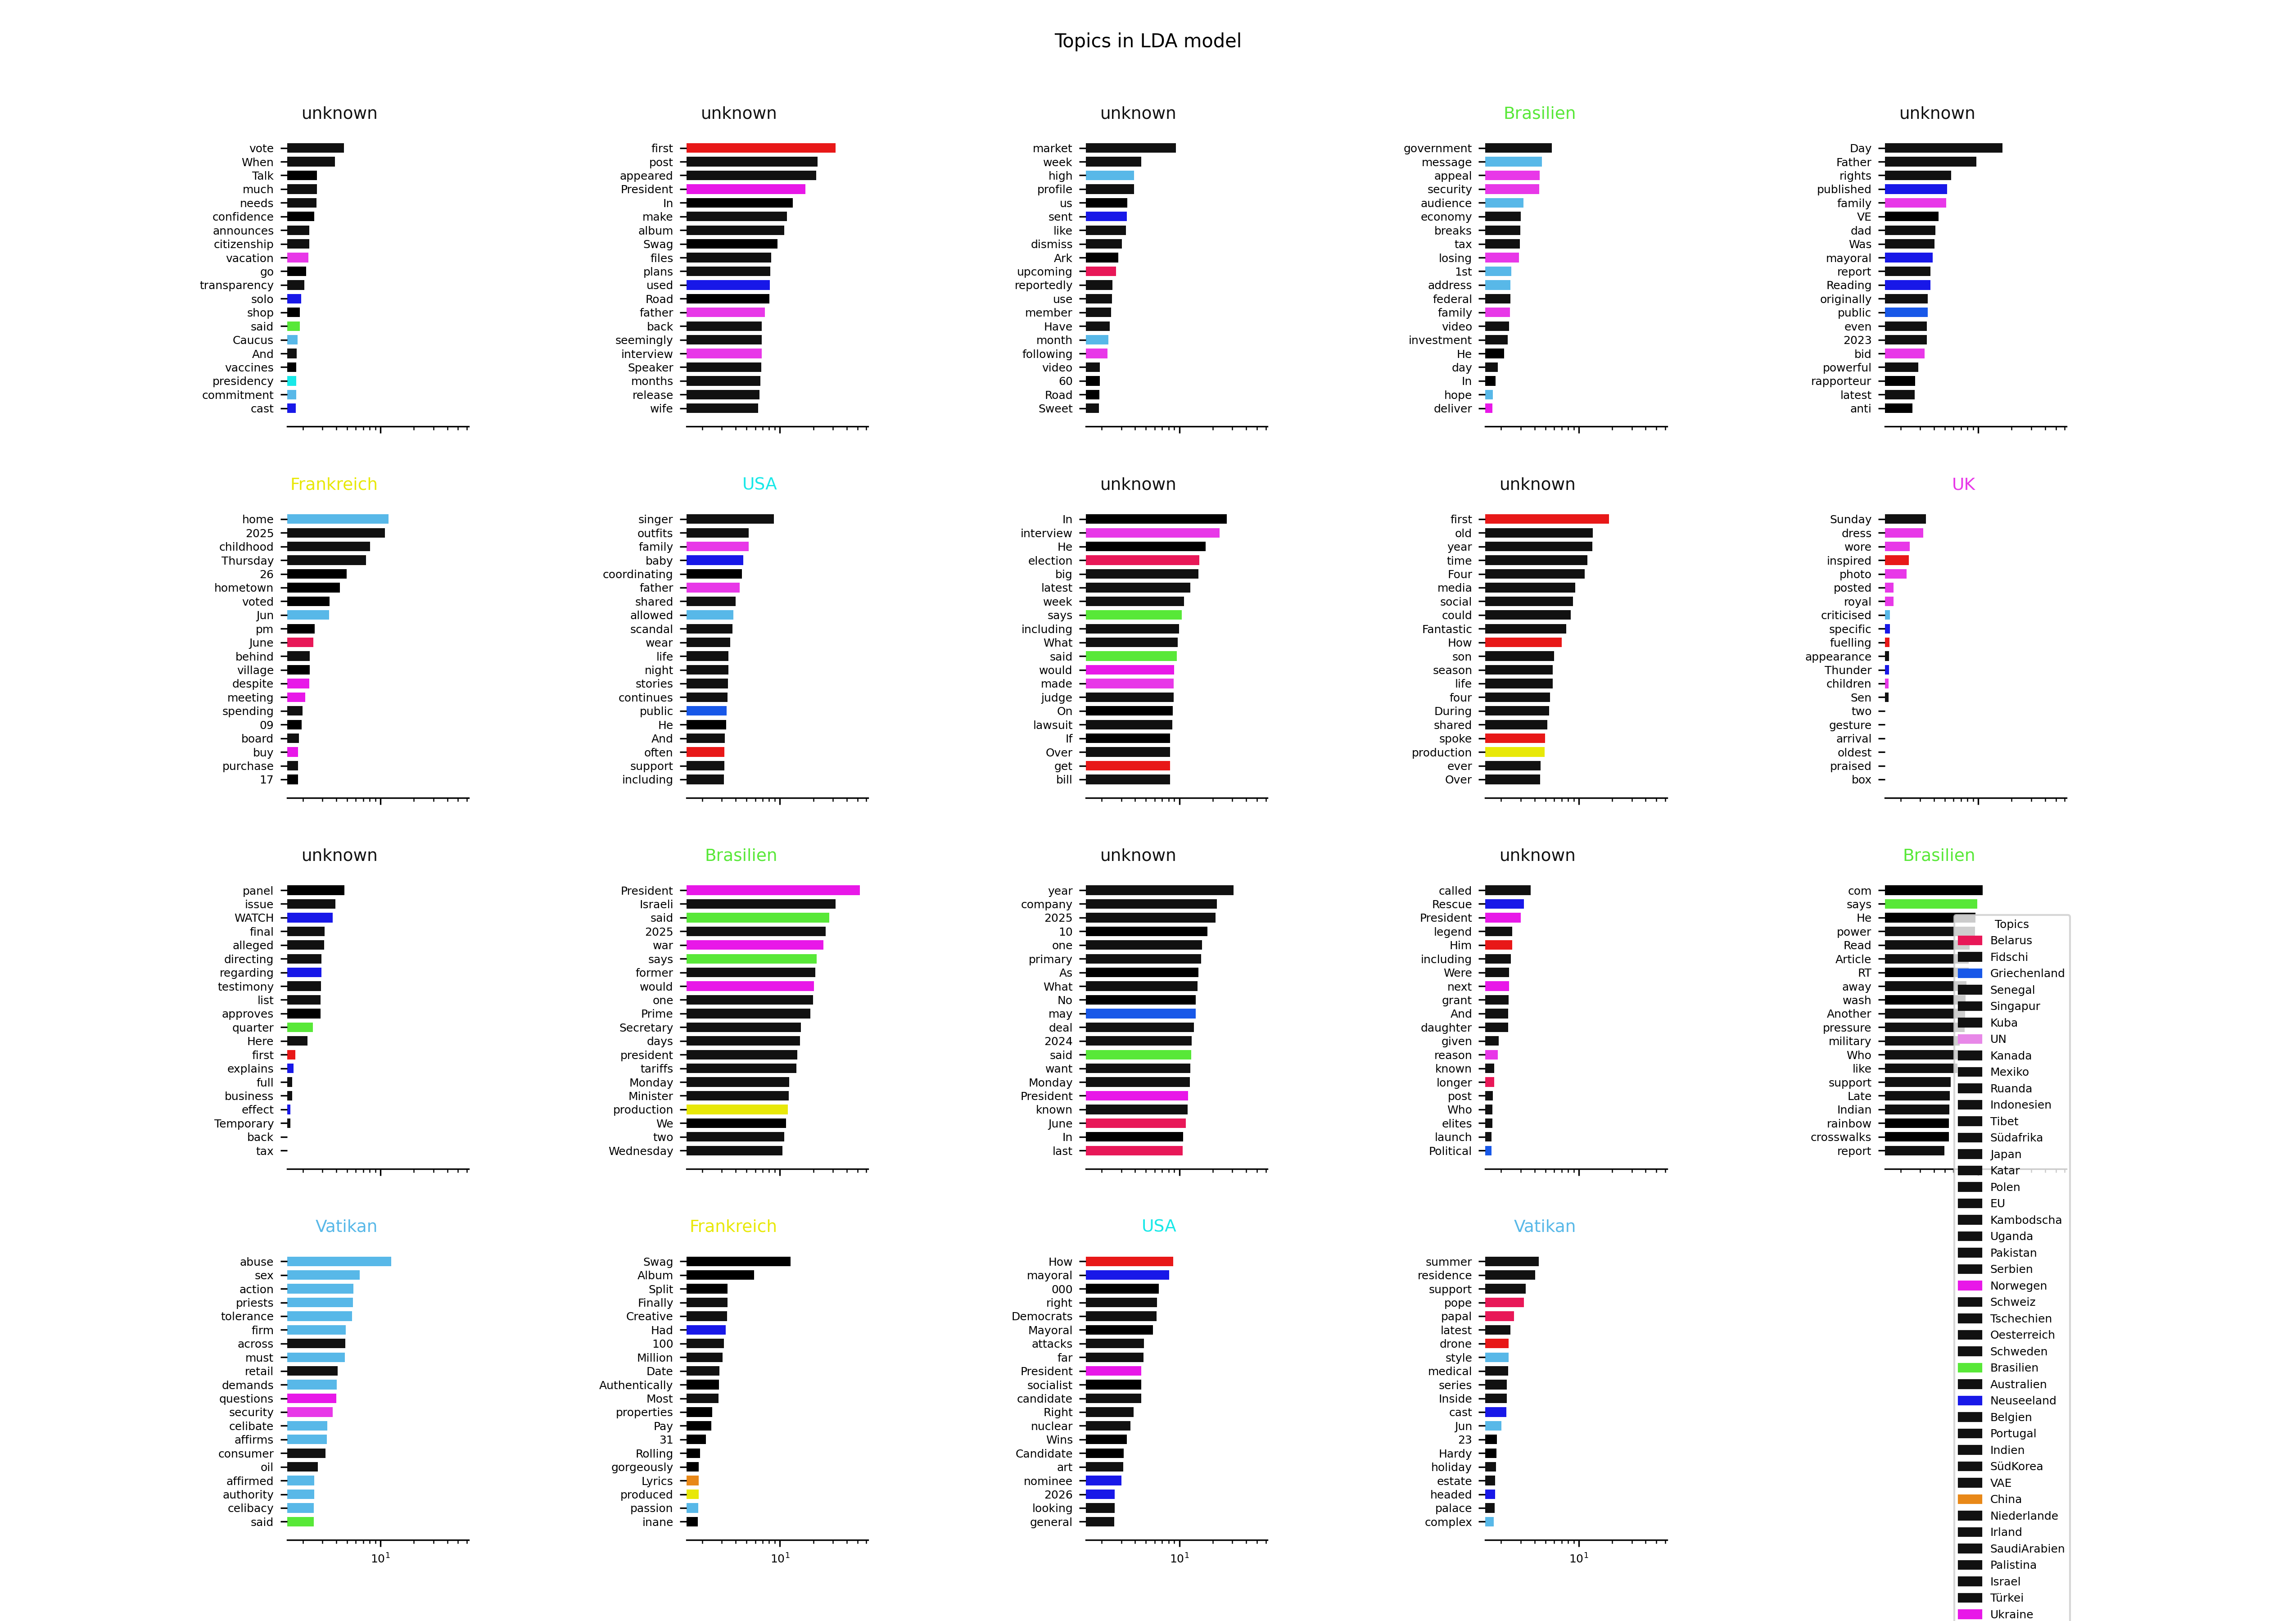 Topics in LDA model
unknown
vote
When
Talk
much
needs
confidence
announces
citizenship
vacation
go
transparency
solo
shop
said
Caucus
And
vaccines
presidency
commitment
cast
unknown
first
post
appeared
President
In
make
album
Swag
files
plans
used
Road
father
back
seemingly
interview
Speaker
months
release
wife
unknown
market
week
high
profile
us
sent
like
dismiss
Ark
upcoming
reportedly
use
member
Have
month
following
video
60
Road
Sweet
Brasilien
government
message
appeal
security
audience
economy
breaks
tax
losing
1st
address
federal
family
video
investment
He
day
In
hope
deliver
unknown
Day
Father
rights
published
family
VE
dad
Was
mayoral
report
Reading
originally
public
even
2023
bid
powerful
rapporteur
latest
anti
Frankreich
home
2025
childhood
Thursday
26
hometown
voted
Jun
pm
June
behind
village
despite
meeting
spending
09
board
buy
purchase
17
USA
singer
outfits
family
baby
coordinating
father
shared
allowed
scandal
wear
life
night
stories
continues
public
He
And
often
support
including
unknown
In
interview
He
election
big
latest
week
says
including
What
said
would
made
judge
On
lawsuit
If
Over
get
bill
unknown
first
old
year
time
Four
media
social
could
Fantastic
How
son
season
life
four
During
shared
spoke
production
ever
Over
UK
Sunday
dress
wore
inspired
photo
posted
royal
criticised
specific
fuelling
appearance
Thunder
children
Sen
two
gesture
arrival
oldest
praised
box
unknown
panel
issue
WATCH
final
alleged
directing
regarding
testimony
list
approves
quarter
Here
first
explains
full
business
effect
Temporary
back
tax
Brasilien
President
Israeli
said
2025
war
says
former
would
one
Prime
Secretary
days
president
tariffs
Monday
Minister
production
We
two
Wednesday
unknown
year
company
2025
10
one
primary
As
What
No
may
deal
2024
said
want
Monday
President
known
June
In
last
unknown
called
Rescue
President
legend
Him
including
Were
next
grant
And
daughter
given
reason
known
longer
post
Who
elites
launch
Political
Brasilien
com
says
He
power
Read
Article
RT
away
wash
Another
pressure
military
Who
like
support
Late
Indian
rainbow
crosswalks
report
Vatikan
abuse
sex
action
priests
tolerance
firm
across
must
retail
demands
questions
security
celibate
affirms
consumer
oil
affirmed
authority
celibacy
said
10¹
Frankreich
Swag
Album
Split
Finally
Creative
Had
100
Million
Date
Authentically
Most
properties
Pay
31
Rolling
gorgeously
Lyrics
produced
passion
inane
10¹
USA
How
mayoral
000
right
Democrats
Mayoral
attacks
far
President
socialist
candidate
Right
nuclear
Wins
Candidate
art
nominee
2026
looking
general
10¹
Vatikan
summer
residence
support
pope
papal
latest
drone
style
medical
series
Inside
cast
Jun
23
Hardy
holiday
estate
headed
palace
complex
10¹
Topics
Belarus
Fidschi
Griechenland
Senegal
Singapur
Kuba
UN
Kanada
Mexiko
Ruanda
Indonesien
Tibet
Südafrika
Japan
Katar
Polen
EU
Kambodscha
Uganda
Pakistan
Serbien
Norwegen
Schweiz
Tschechien
Oesterreich
Schweden
Brasilien
Australien
Neuseeland
Belgien
Portugal
Indien
SüdKorea
VAE
China
Niederlande
Irland
SaudiArabien
Palistina
Israel
Türkei
Ukraine